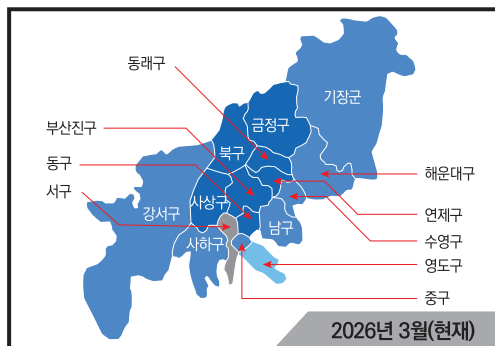 동래구
기장군
금정구
부산진구
북구
동구
해운대구
서구
사상구
강서구
연제구
남구
수영구
사하구
영도구
중구
2026년 3월(현재)